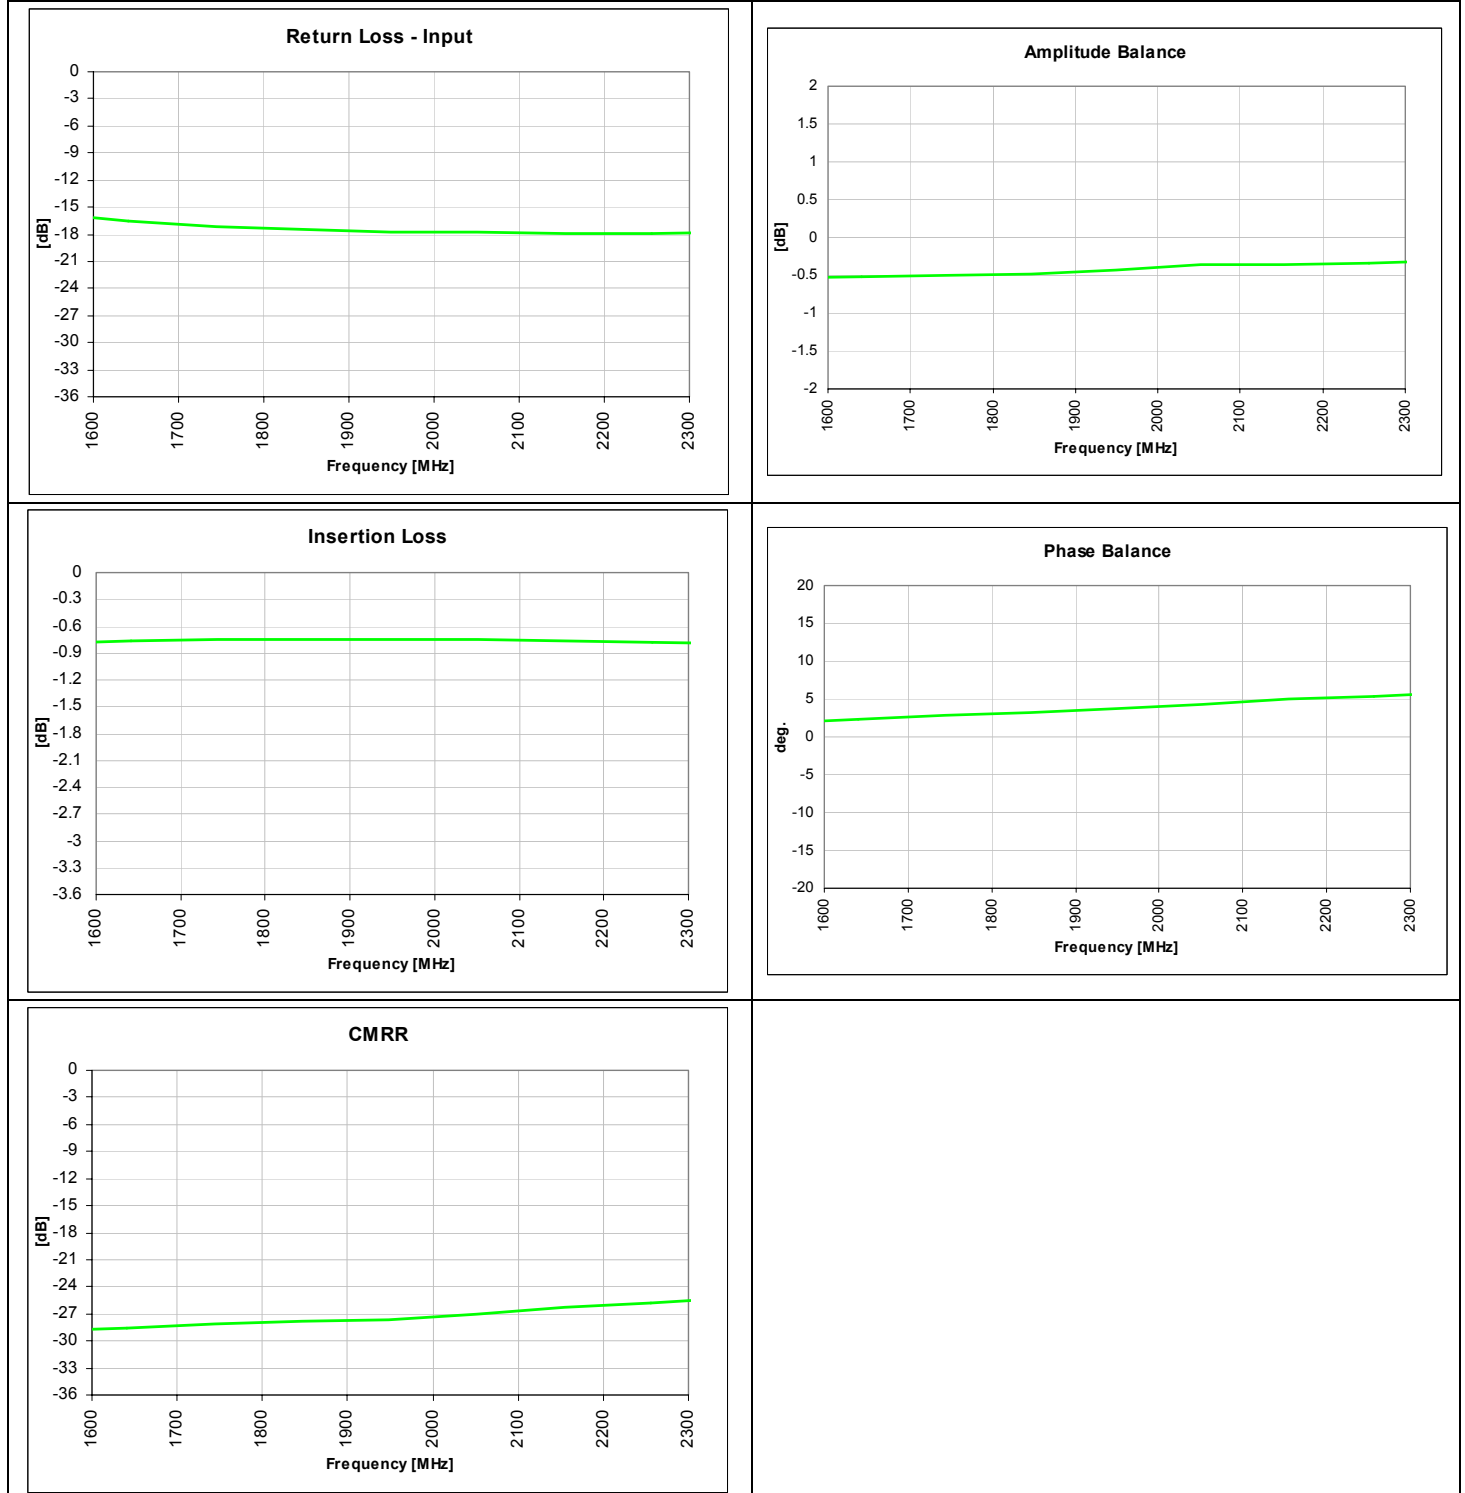 Return Loss - Input
0
-3
-6
-9
-12
-15
-18
-21
-24
-27
-30
-33
-36
[dB]
1600 1700 1800 1900 2000 2100 2200 2300
Frequency [MHz]
Amplitude Balance
2
1.5
1
0.5
0
-0.5
-1
-1.5
-2
[dB]
1600 1700 1800 1900 2000 2100 2200 2300
Frequency [MHz]
Insertion Loss
0
-0.3
-0.6
-0.9
-1.2
-1.5
-1.8
-2.1
-2.4
-2.7
-3
-3.3
-3.6
[dB]
1600 1700 1800 1900 2000 2100 2200 2300
Frequency [MHz]
Phase Balance
20
15
10
5
0
-5
-10
-15
-20
deg.
1600 1700 1800 1900 2000 2100 2200 2300
Frequency [MHz]
CMRR
0
-3
-6
-9
-12
-15
-18
-21
-24
-27
-30
-33
-36
[dB]
1600 1700 1800 1900 2000 2100 2200 2300
Frequency [MHz]